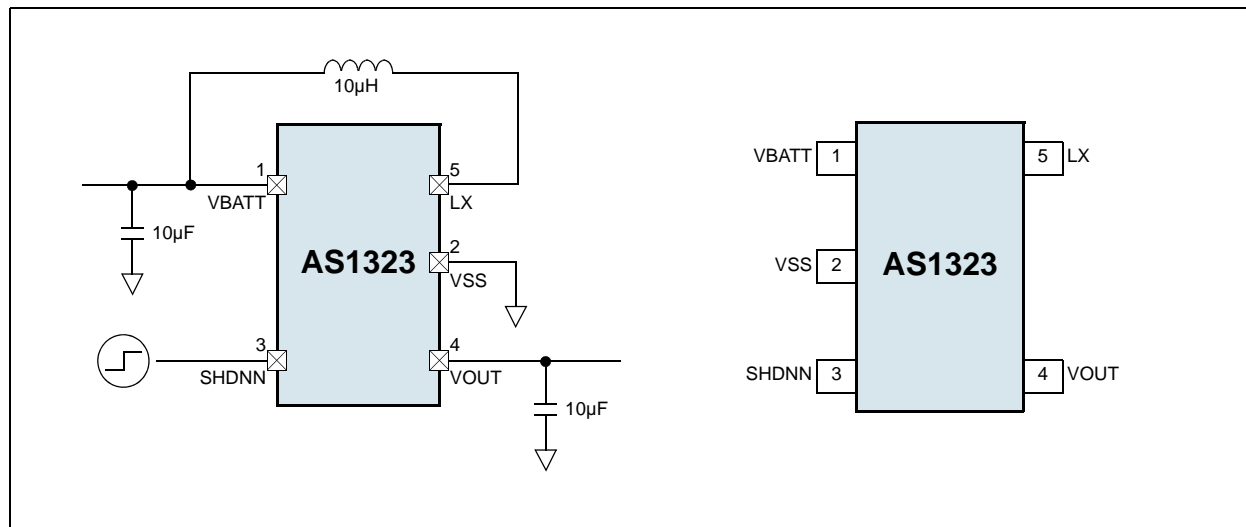 10µH
1
5
VBATT
LX
10µF
AS1323
2
VSS
3
4
SHDNN
VOUT
10µF
VBATT 1
5 LX
VSS 2
AS1323
SHDNN 3
4 VOUT